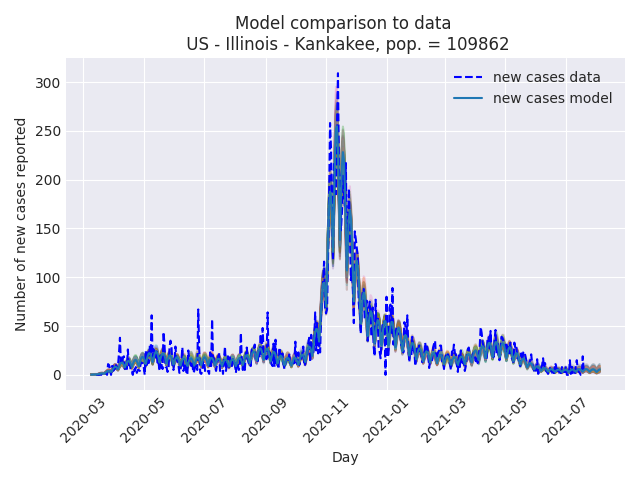 Model comparison to data
US - Illinois - Kankakee, pop. = 109862
new cases data
new cases model
Number of new cases reported
300
250
200
150
100
50
0
2020-03
2020-05
2020-07
2020-09
2020-11
2021-01
2021-03
2021-05
2021-07
Day